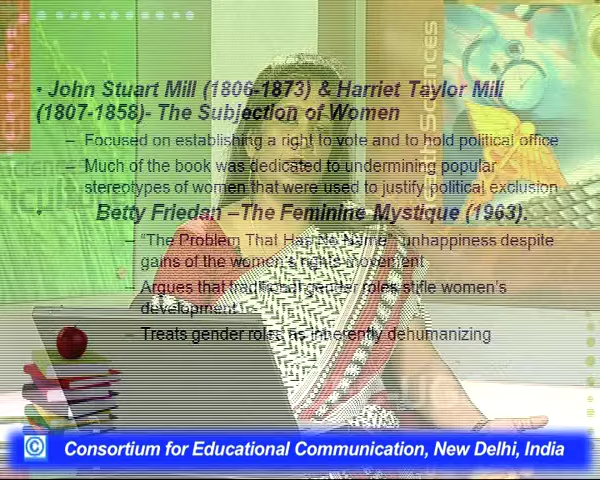 • John Stuart Mill (1806-1873) & Harriet Taylor Mill
(1807-1858)- The Subjection of Women
– Focused on establishing a right to vote and to hold political office
– Much of the book was dedicated to undermining popular
stereotypes of women that were used to justify political exclusion
• Betty Friedan –The Feminine Mystique (1963).
– "The Problem That Has No Name", unhappiness despite
gains of the women's rights movement
– Argues that traditional gender roles stifle women's
development
– Treats gender roles as inherently dehumanizing
© Consortium for Educational Communication, New Delhi, India